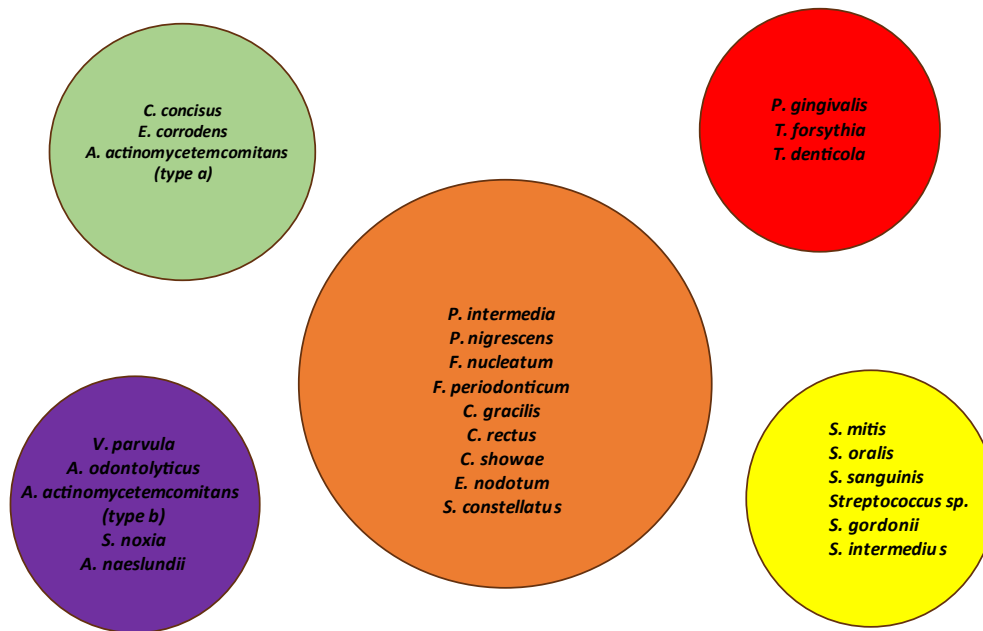 C. concisus
E. corrodens
A. actinomycetemcomitans
(type a)
P. gingivalis
T. forsythia
T. denticola
P. intermedia
P. nigrescens
F. nucleatum
F. periodonticum
C. gracilis
C. rectus
C. showae
E. nodotum
S. constellatus
V. parvula
A. odontolyticus
A. actinomycetemcomitans
(type b)
S. noxia
A. naeslundii
S. mitis
S. oralis
S. sanguinis
Streptococcus sp.
S. gordonii
S. intermedius